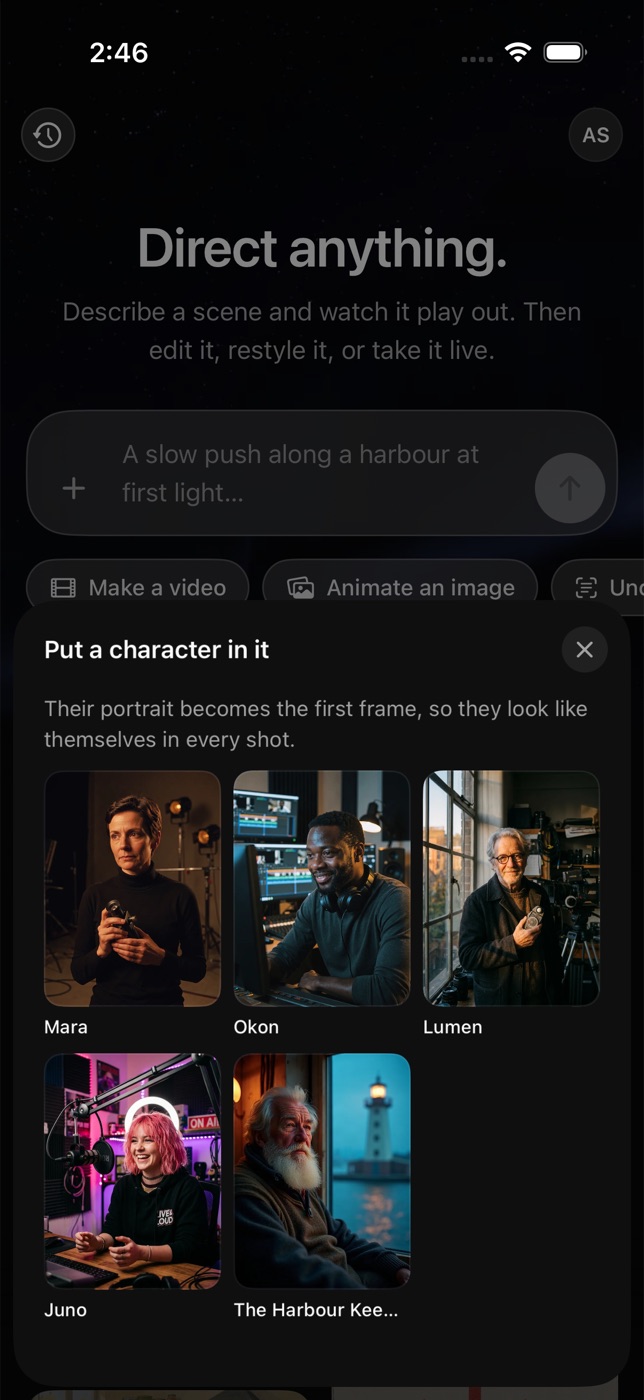 2:46
AS
Direct anything.
Describe a scene and watch it play out. Then
edit it, restyle it, or take it live.
A slow push along a harbour at
first light...
Make a video
Animate an image
Put a character in it
Their portrait becomes the first frame, so they look like
themselves in every shot.
Mara
Okon
Lumen
ON AI
Juno
The Harbour Kee...